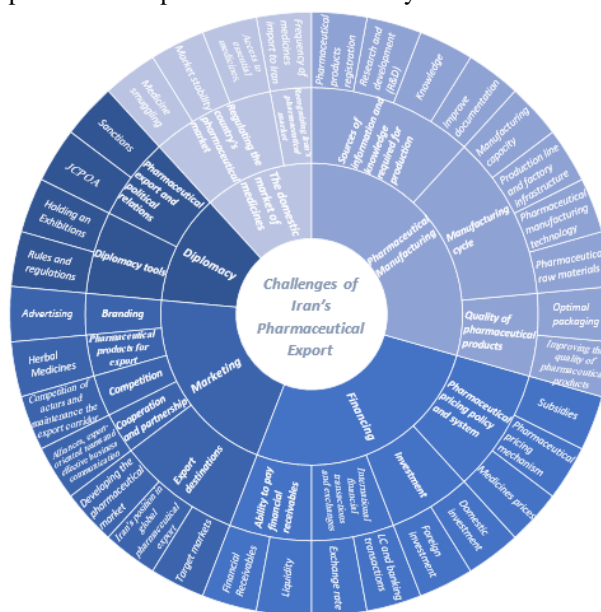 Challenges of
Iran's
Pharmaceutical
Export
Pharmaceutical
Manufacturing
Sources of
information and
knowledge
required for
production
Pharmaceutical
products
registration
Research and
development
(R&D)
Knowledge
Improve
documentation
Manufacturing
cycle
Manufacturing
capacity
Production line
and factory
infrastructure
Pharmaceutical
manufacturing
technology
Pharmaceutical
raw materials
Quality of
pharmaceutical
products
Optimal
packaging
Improving the
quality of
pharmaceutical
products
Financing
Pharmaceutical
pricing policy
and system
Subsidies
Pharmaceutical
pricing
mechanism
Medicines prices
Investment
Domestic
investment
Foreign
investment
International
financial
transactions
and exchanges
LC and banking
transactions
Exchange rate
Ability to pay
financial
receivables
Liquidity
Financial
Receivables
Marketing
Export
destinations
Target markets
Iran's position in
global
pharmaceutical
export
Developing the
pharmaceutical
market
Cooperation
and partnership
Alliances, export-
oriented teams and
effective business
communication
Competition
Competition of
actors and
maintenance the
export corridor
Pharmaceutical
products for
export
Herbal
Medicines
Branding
Advertising
Diplomacy
Diplomacy tools
Rules and
regulations
Holding an
Exhibitions
Pharmaceutical
export and
political
relations
JCPOA
Sanctions
The domestic
market of
medicines
Regulating the
country's
pharmaceutical
market
Medicine
smuggling
Market stability
Access to
essential
medicines.
Recognising Iran's
pharmaceutical
market
Frequency of
medicines
import to Iran